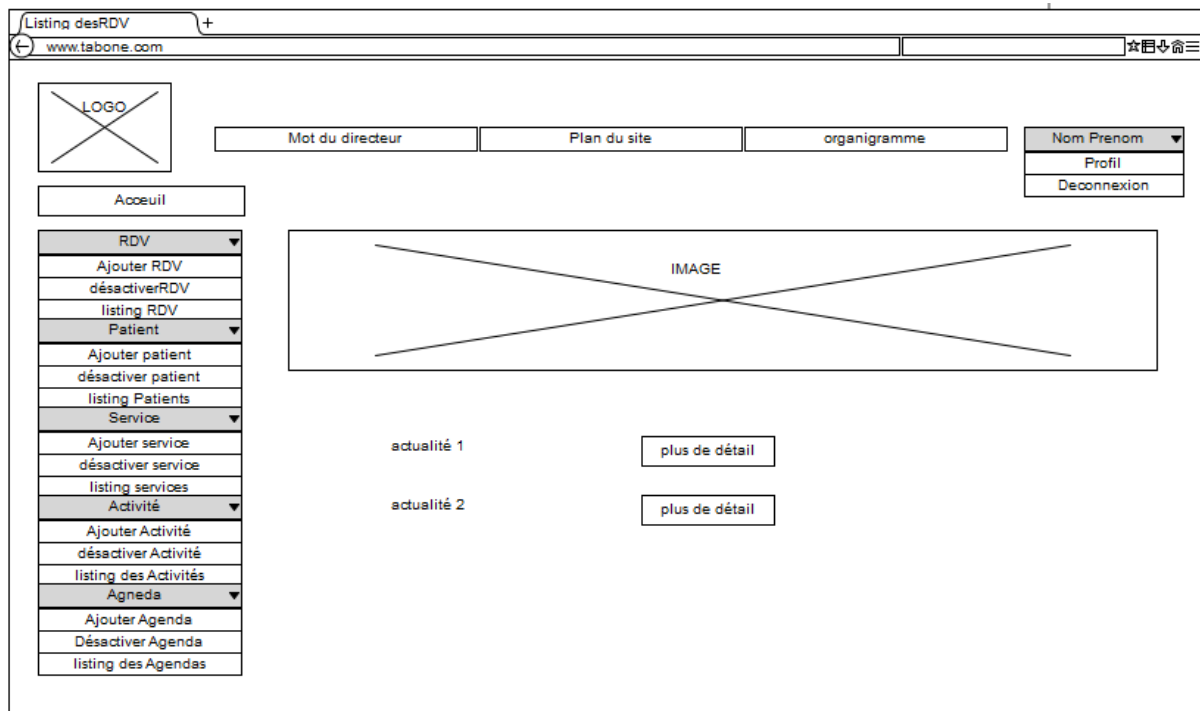 Listing desRDV
+
www.tabone.com
LOGO
Mot du directeur
Plan du site
organigramme
Nom Prenom
Profil
Deconnexion
Acceuil
RDV
Ajouter RDV
désactiverRDV
listing RDV
Patient
Ajouter patient
désactiver patient
listing Patients
Service
Ajouter service
désactiver service
listing services
Activité
Ajouter Activité
désactiver Activité
listing des Activités
Agneda
Ajouter Agenda
Désactiver Agenda
listing des Agendas
IMAGE
actualité 1
plus de détail
actualité 2
plus de détail